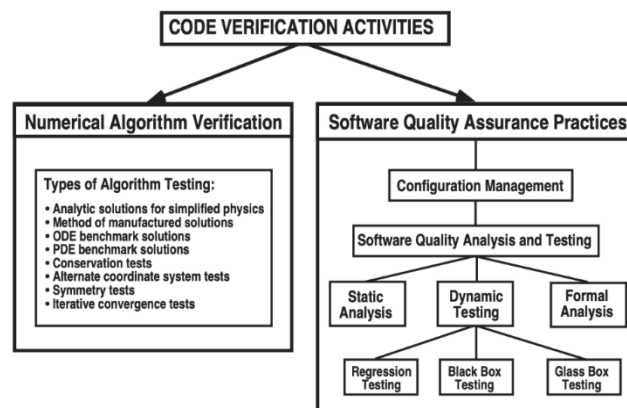 CODE VERIFICATION ACTIVITIES
Numerical Algorithm Verification
Types of Algorithm Testing:
• Analytic solutions for simplified physics
• Method of manufactured solutions
• ODE benchmark solutions
• PDE benchmark solutions
• Conservation tests
• Alternate coordinate system tests
• Symmetry tests
• Iterative convergence tests
Software Quality Assurance Practices
Configuration Management
Software Quality Analysis and Testing
Static
Analysis
Dynamic
Testing
Formal
Analysis
Regression
Testing
Black Box
Testing
Glass Box
Testing